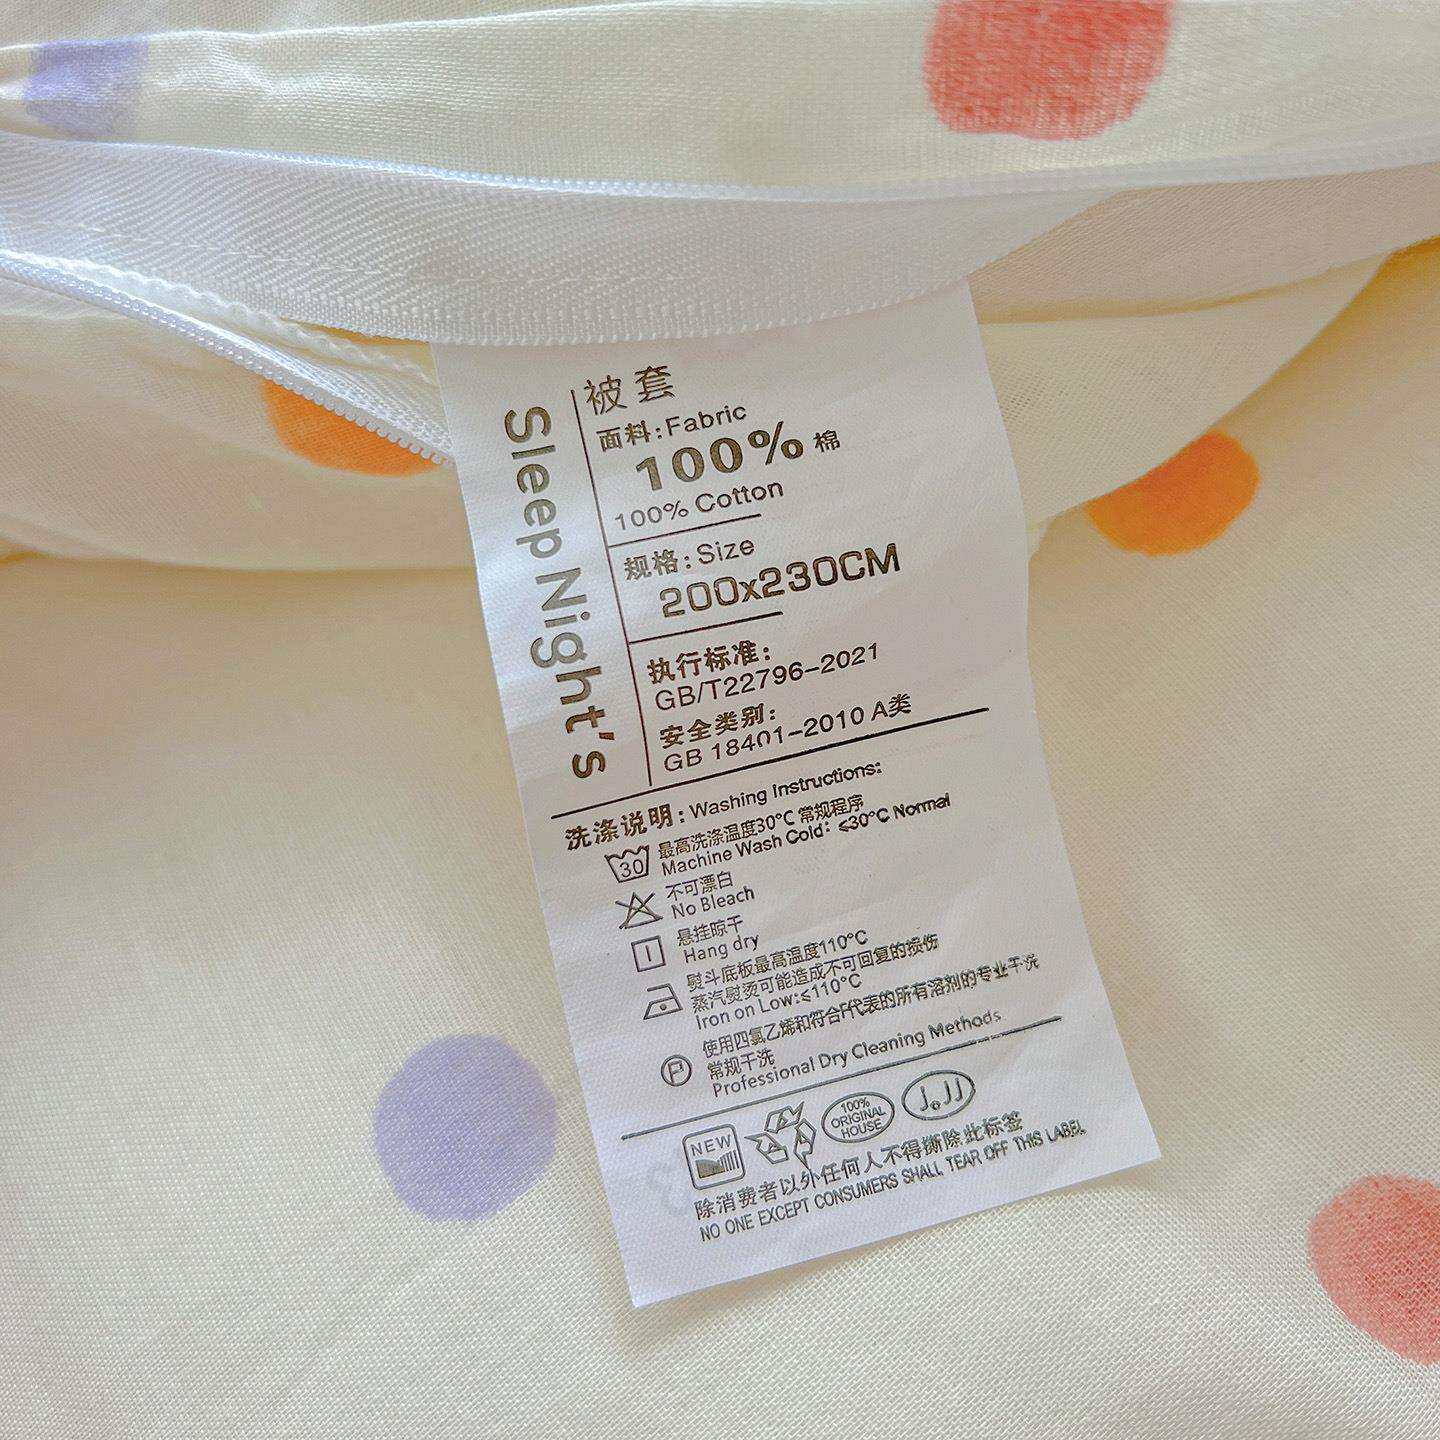 Sleep Night's
被套
面料:Fabric
100% 棉
100% Cotton
规格:Size
200x230CM
执行标准:
GB/T22796-2021
安全类别:
GB 18401-2010 A类
洗涤说明:Washing Instructions:
30
最高洗涤温度30℃ 常规程序
Machine Wash Cold: ≤30℃ Normal
不可漂白
No Bleach
悬挂晾干
Hang dry
熨斗底板最高温度110℃
蒸汽熨烫可能造成不可回复的损伤
Iron on Low:≤110℃
使用四氯乙烯和符合F代表的所有溶剂的专业干洗
P
常规干洗
Professional Dry Cleaning Methods
NEW
100%
ORIGINAL
HOUSE
J.JJ
除消费者以外任何人不得撕除此标签
NO ONE EXCEPT CONSUMERS SHALL TEAR OFF THIS LABEL